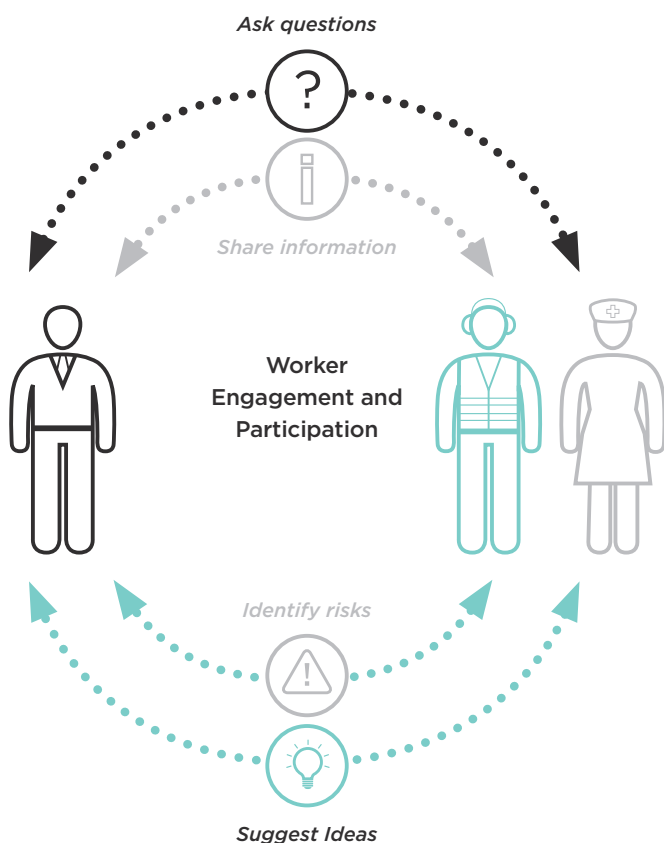 Ask questions
?
i
Share information
Worker
Engagement and
Participation
Identify risks
!
Suggest Ideas